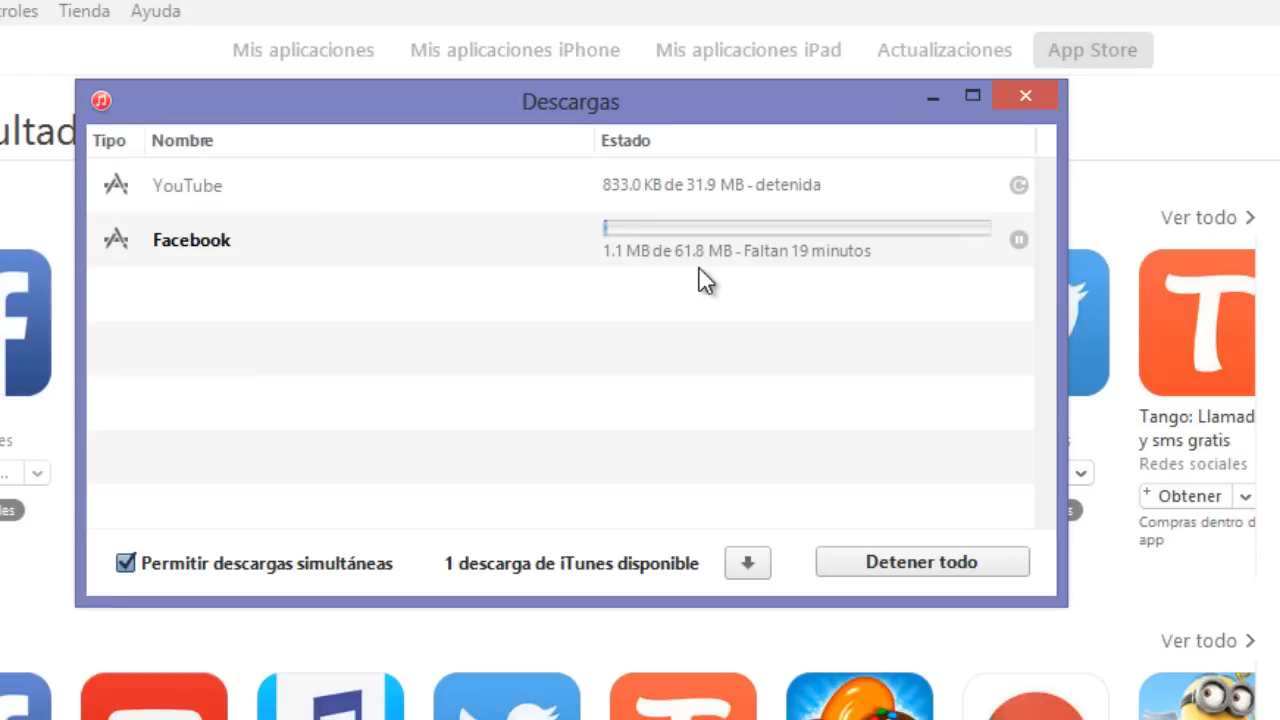 roles Tienda Ayuda
Mis aplicaciones Mis aplicaciones iPhone Mis aplicaciones iPad Actualizaciones App Store
Descargas
ultad
Tipo Nombre Estado
YouTube 833.0 KB de 31.9 MB - detenida
Ver todo
Facebook
1.1 MB de 61.8 MB - Faltan 19 minutos
Tango: Llamad
y sms gratis
es
Redes sociales
... + Obtener
les s
Compras dentro d
app
Permitir descargas simultáneas 1 descarga de iTunes disponible Detener todo
Ver todo